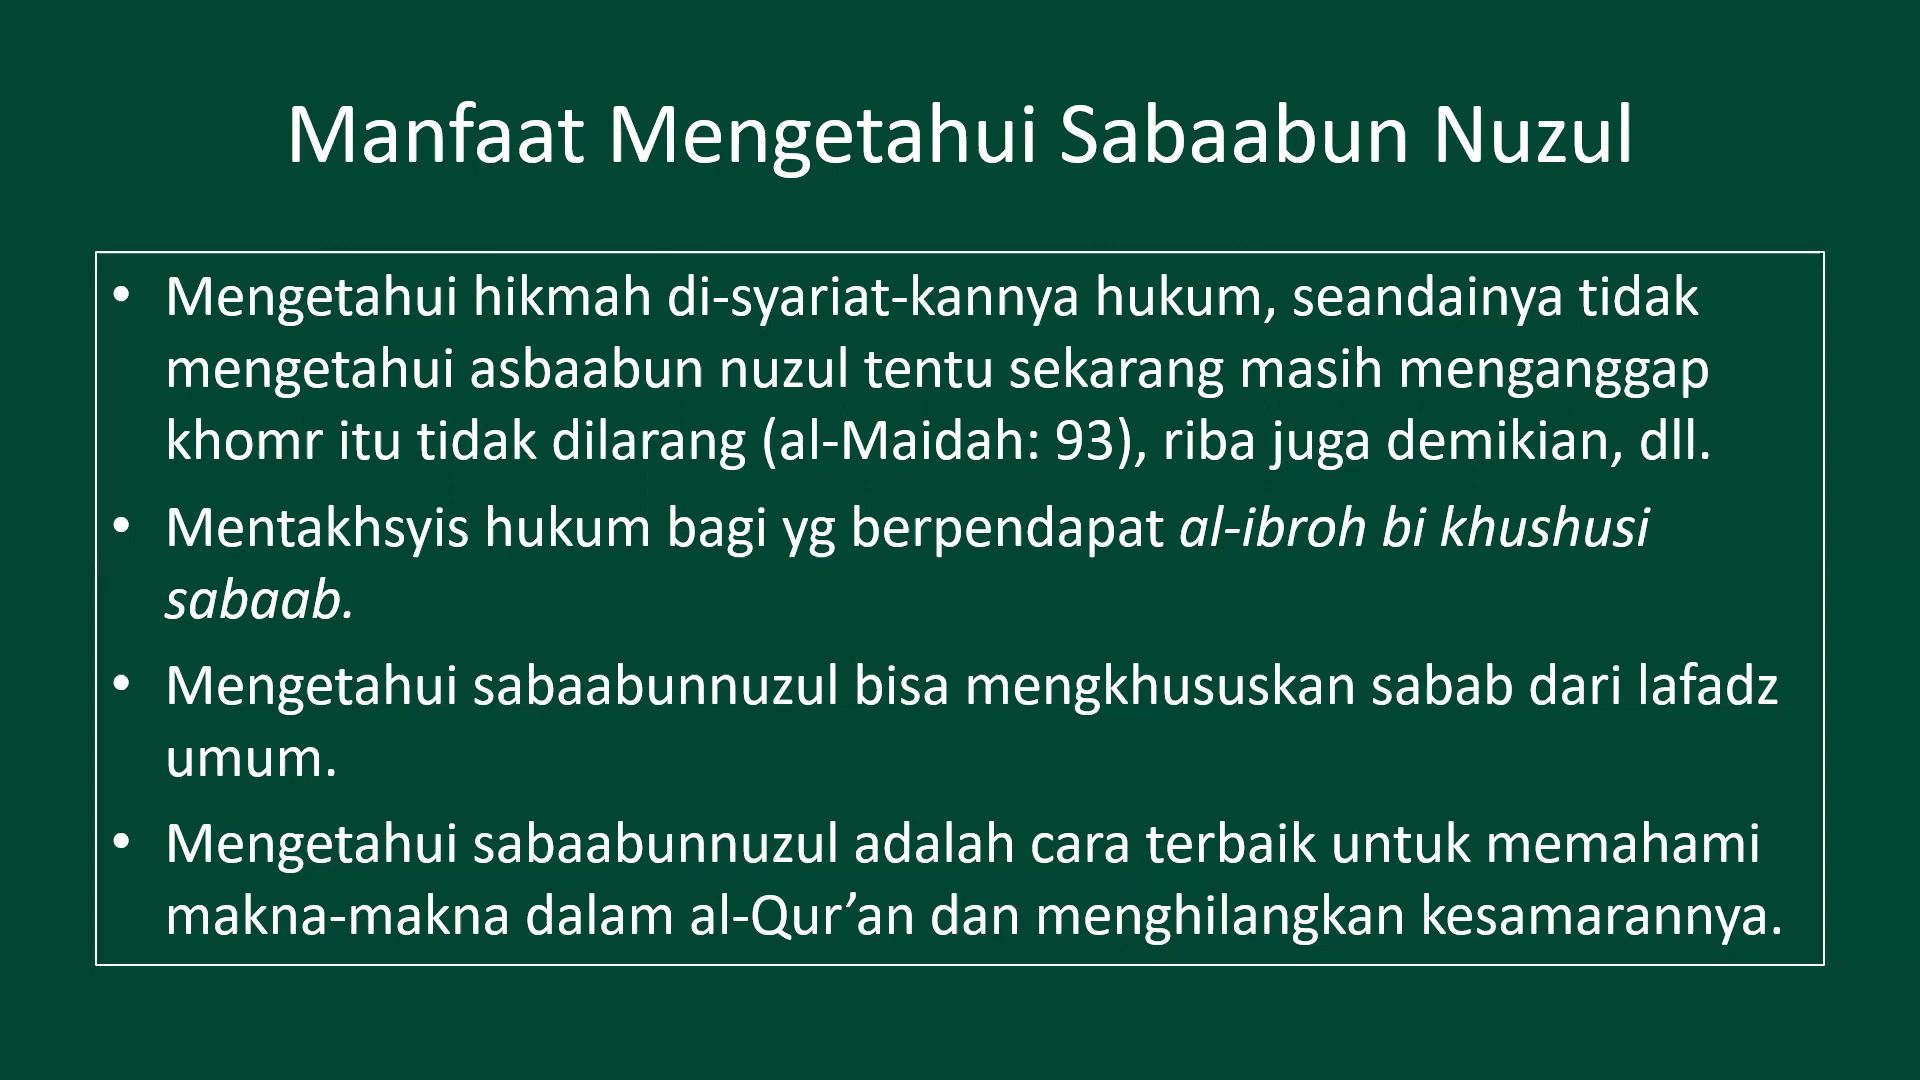 Manfaat Mengetahui Sabaabun Nuzul
• Mengetahui hikmah di-syariat-kannya hukum, seandainya tidak
mengetahui asbaabun nuzul tentu sekarang masih menganggap
khomr itu tidak dilarang (al-Maidah: 93), riba juga demikian, dll.
• Mentakhsyis hukum bagi yg berpendapat al-ibroh bi khushusi
sabaab.
• Mengetahui sabaabunnuzul bisa mengkhususkan sabab dari lafadz
umum.
• Mengetahui sabaabunnuzul adalah cara terbaik untuk memahami
makna-makna dalam al-Qur’an dan menghilangkan kesamarannya.